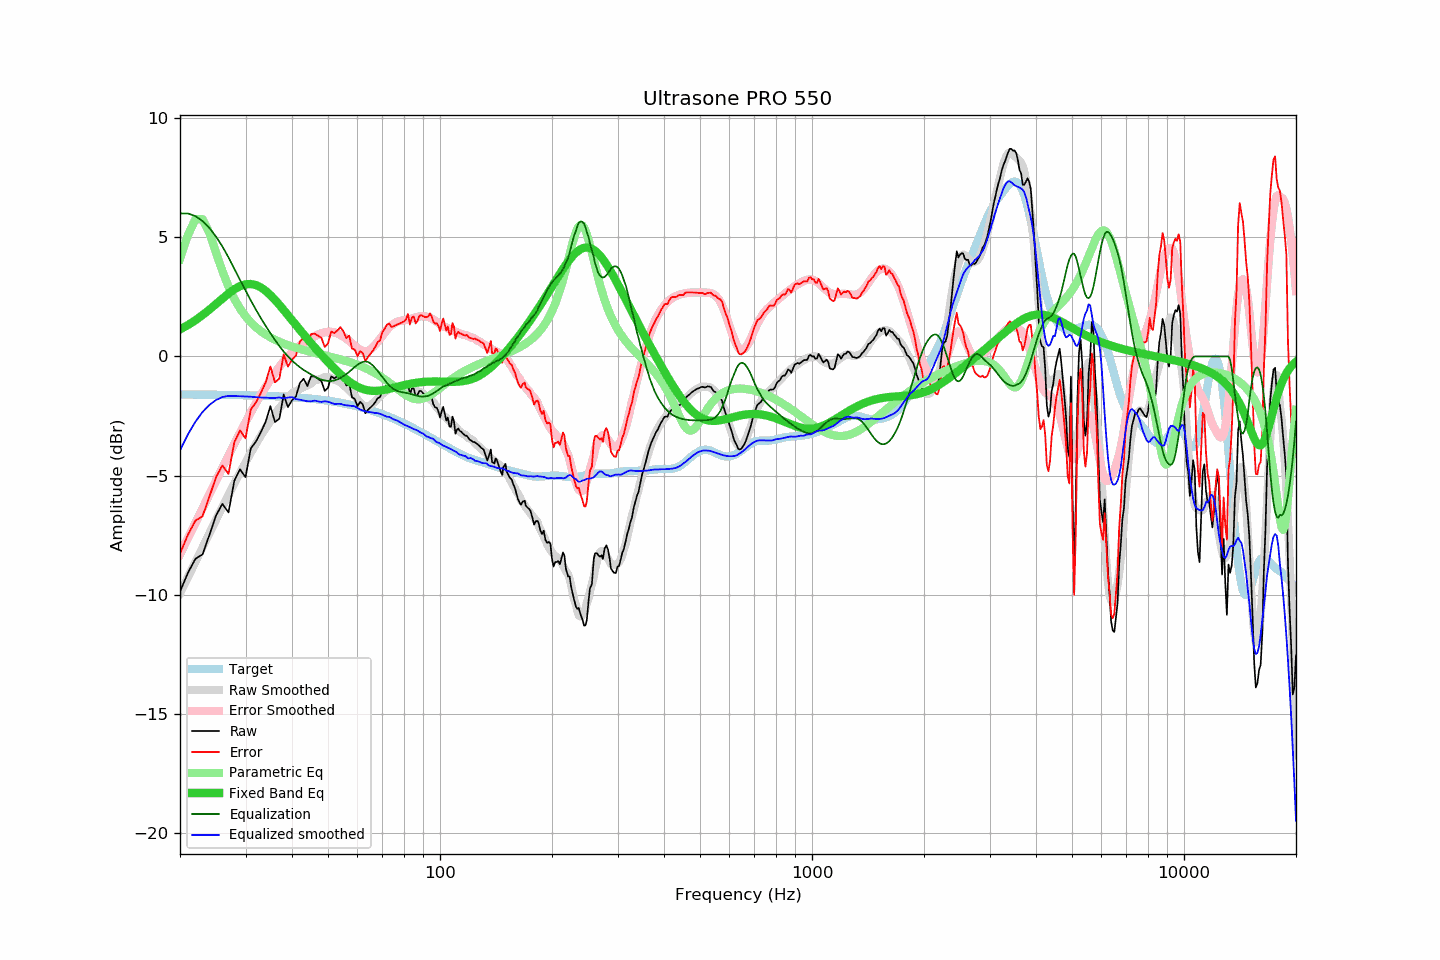 Ultrasone PRO 550
10
5
0
−5
−10
−15
−20
Amplitude (dBr)
Target
Raw Smoothed
Error Smoothed
Raw
Error
Parametric Eq
Fixed Band Eq
Equalization
Equalized smoothed
100
1000
10000
Frequency (Hz)